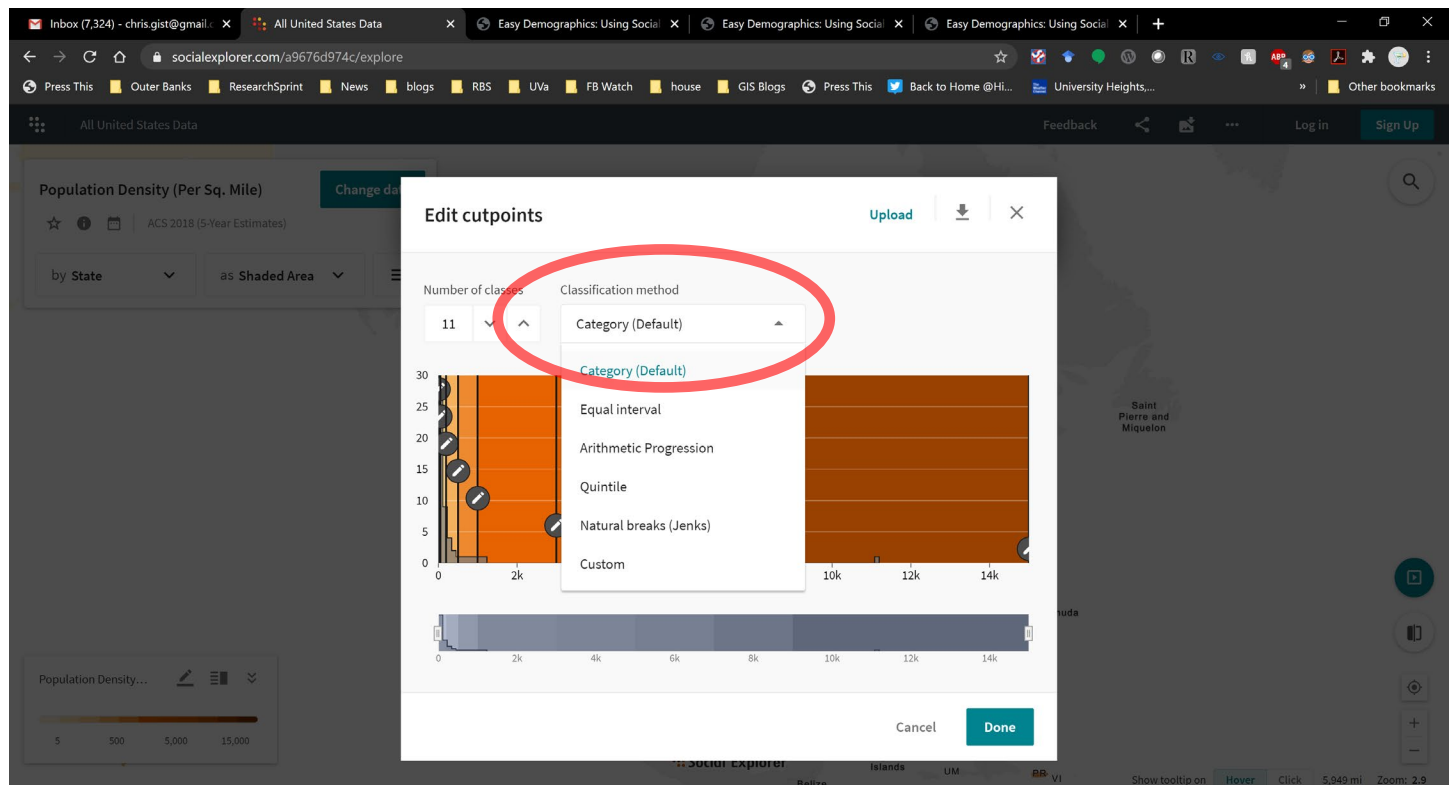 Inbox (7,324) - chris.gist@gmail.c
All United States Data
Easy Demographics: Using Social
Easy Demographics: Using Social
Easy Demographics: Using Social
socialexplorer.com/a9676d974c/explore
ABP
4
Press This
Outer Banks
ResearchSprint
News
blogs
RBS
UVa
FB Watch
house
GIS Blogs
Press This
Back to Home @Hi...
University Heights,...
»
Other bookmarks
All United States Data
Feedback
Log in
Sign Up
Population Density (Per Sq. Mile)
Change dat
ACS 2018 (5-Year Estimates)
by State
as Shaded Area
Edit cutpoints
Upload
Number of classes
Classification method
11
Category (Default)
Category (Default)
Equal interval
Arithmetic Progression
Quintile
Natural breaks (Jenks)
Custom
30
25
20
15
10
5
0
0
2k
10k
12k
14k
0
2k
4k
6k
8k
10k
12k
14k
Cancel
Done
Saint
Pierre and
Miquelon
nuda
Population Density...
5
500
5,000
15,000
Social Explorer
Belize
Islands
UM
BR
VI
Show tooltip on
Hover
Click
5,949 mi
Zoom: 2.9